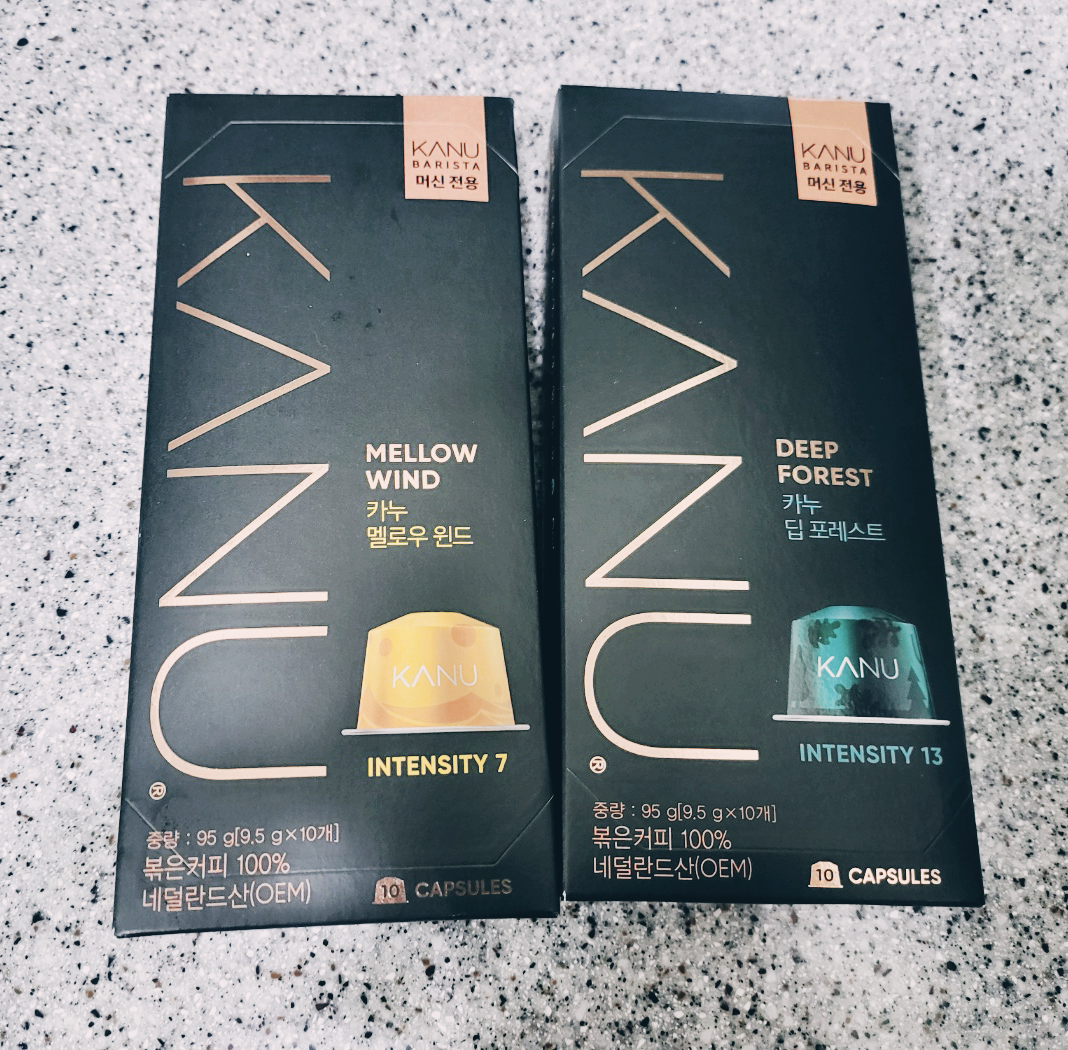 KANU
BARISTA
머신 전용
KANU®
MELLOW
WIND
카누
멜로우 윈드
KANU
INTENSITY 7
중량 : 95 g[9.5 g×10개]
볶은커피 100%
네덜란드산(OEM)
10 CAPSULES
KANU
BARISTA
머신 전용
KANU®
DEEP
FOREST
카누
딥 포레스트
KANU
INTENSITY 13
중량 : 95 g[9.5 g×10개]
볶은커피 100%
네덜란드산(OEM)
10 CAPSULES